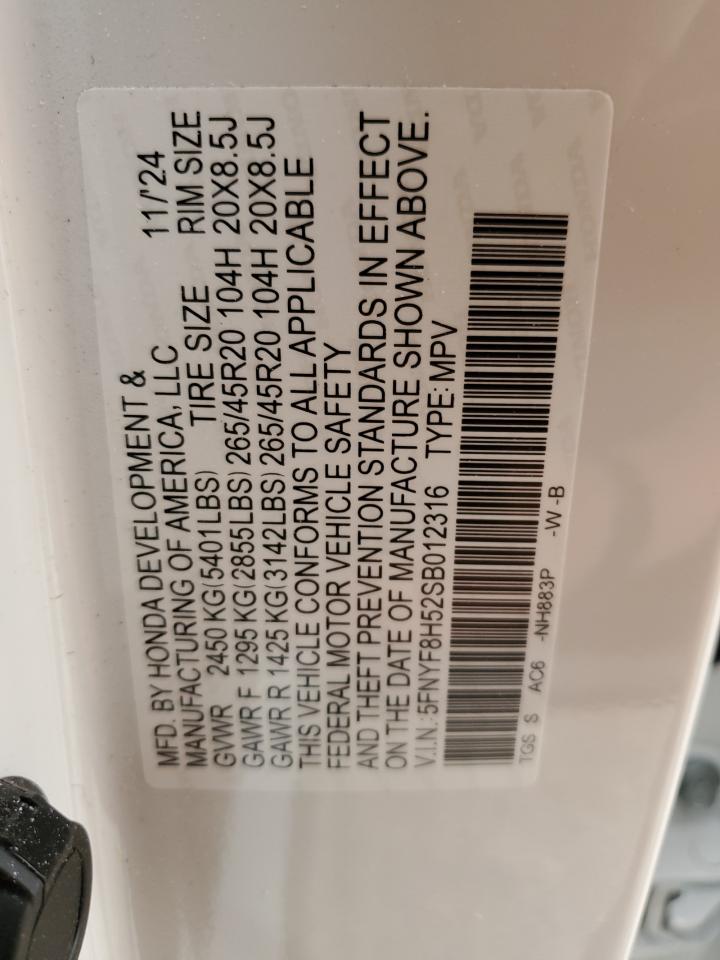 MFD. BY HONDA DEVELOPMENT & 11/'24
MANUFACTURING OF AMERICA, LLC
GVWR 2450 KG(5401LBS) TIRE SIZE RIM SIZE
GAWR F 1295 KG(2855LBS) 265/45R20 104H 20X8.5J
GAWR R 1425 KG(3142LBS) 265/45R20 104H 20X8.5J
THIS VEHICLE CONFORMS TO ALL APPLICABLE
FEDERAL MOTOR VEHICLE SAFETY
AND THEFT PREVENTION STANDARDS IN EFFECT
ON THE DATE OF MANUFACTURE SHOWN ABOVE.
V.I.N.:5FNYF8H52SB012316 TYPE: MPV
TGS S AC6 -NH883P -W-B